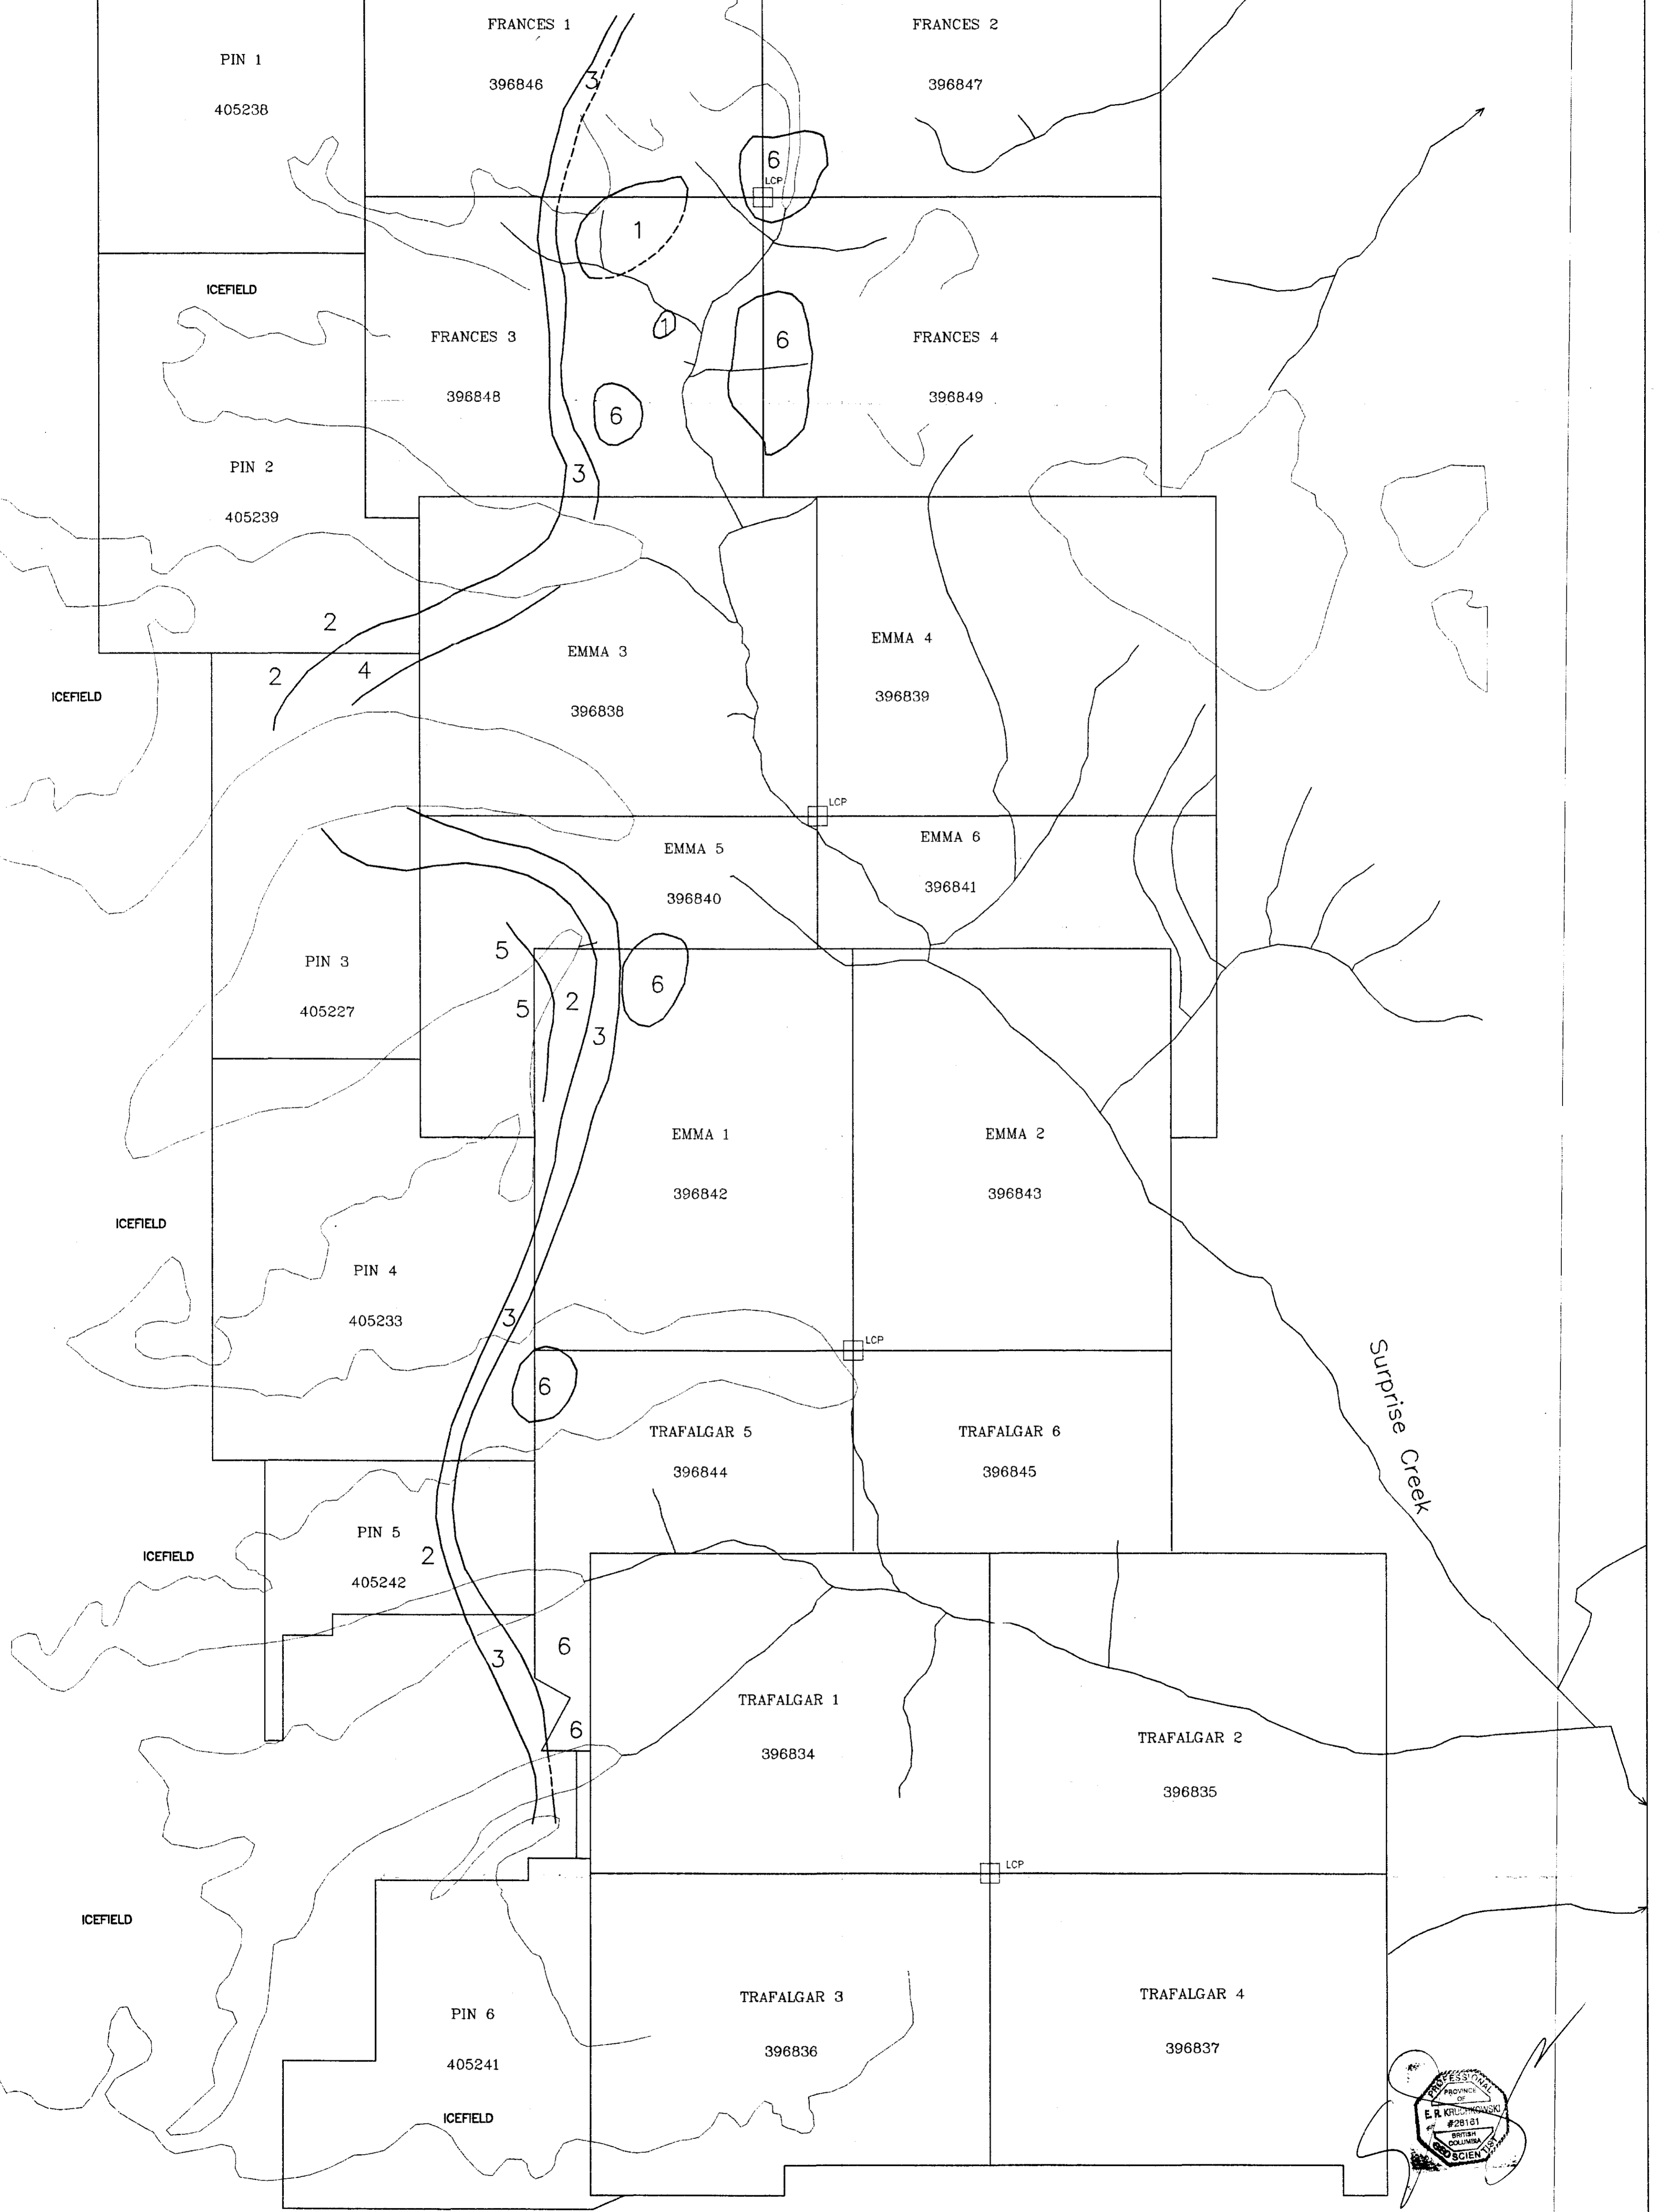 FRANCES 1
FRANCES 2
PIN 1
3
396846
396847
405238
6
LCP
1
ICEFIELD
1
FRANCES 3
6
FRANCES 4
396848
396849
6
PIN 2
3
405239
2
EMMA 4
EMMA 3
2
4
ICEFIELD
396839
396838
LCP
EMMA 6
EMMA 5
396841
396840
5
PIN 3
6
2
5
405227
3
EMMA 1
EMMA 2
396842
396843
ICEFIELD
PIN 4
3
405233
LCP
Surprise Creek
6
TRAFALGAR 5
TRAFALGAR 6
396844
396845
PIN 5
2
ICEFIELD
405242
6
3
TRAFALGAR 1
6
TRAFALGAR 2
396834
396835
LCP
ICEFIELD
TRAFALGAR 4
TRAFALGAR 3
PIN 6
396837
396836
405241
ICEFIELD
PROFESSIONAL
PROVINCE
OF
E. R. KRUCHKOWSKI
#28161
BRITISH
COLUMBIA
GEOSCIENTIST